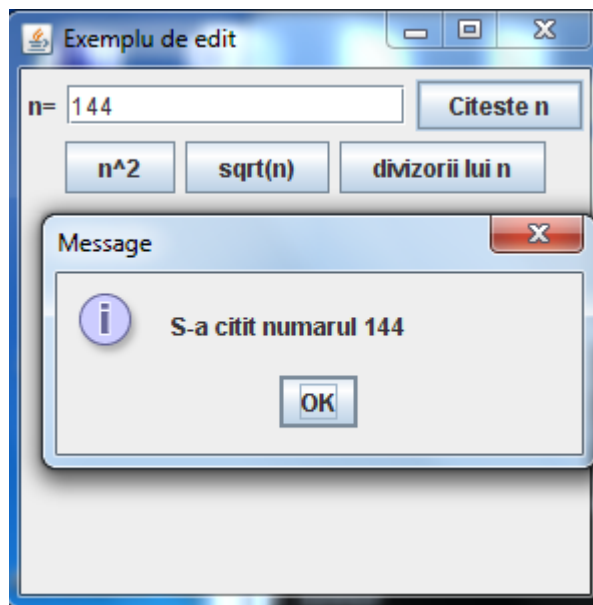 Exemplu de edit
n= 144 Citeste n
n^2 sqrt(n) divizorii lui n
Message
i
S-a citit numarul 144
OK